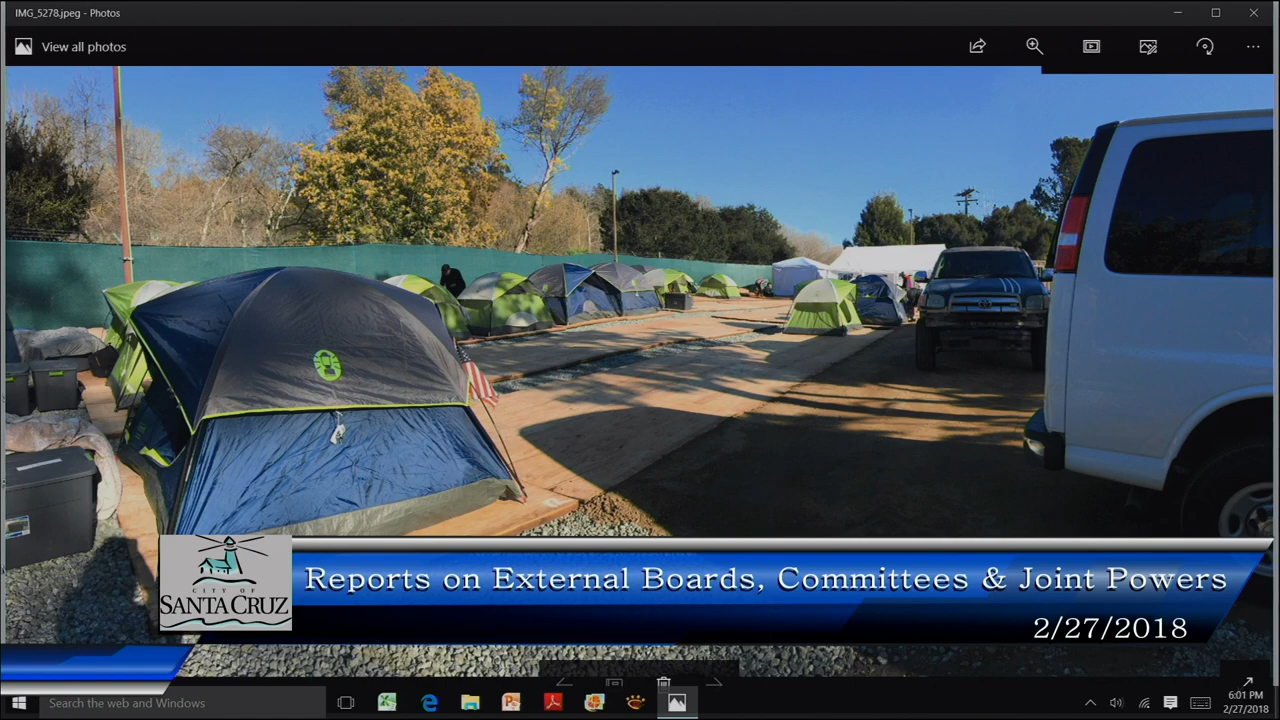 IMG_5278.jpeg - Photos
View all photos
CITY OF
SANTA CRUZ
Reports on External Boards, Committees & Joint Powers
2/27/2018
Search the web and Windows
6:01 PM
2/27/2018